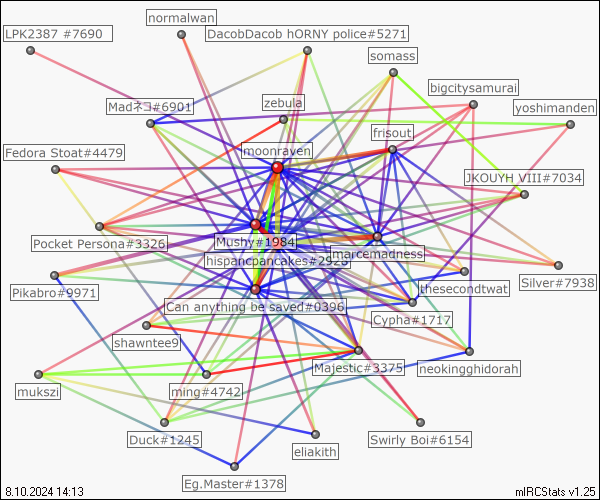 normalwan
LPK2387 #7690
DacobDacob hORNY police#5271
somass
bigcitysamurai
zebula
Madネコ#6901
yoshimanden
frisout
moonraven
Fedora Stoat#4479
JKOUYH VIII#7034
Pocket Persona#3326
Mushy#1984
marcemadness
hispancpancakes#2929
Silver#7938
thesecondtwat
Pikabro#9971
Can anything be saved#0396
Cypha#1717
shawntee9
Majestic#3375
neokingghidorah
mukszi
ming#4742
Duck#1245
Swirly Boi#6154
eliakith
Eg.Master#1378
8.10.2024 14:13
mIRCStats v1.25